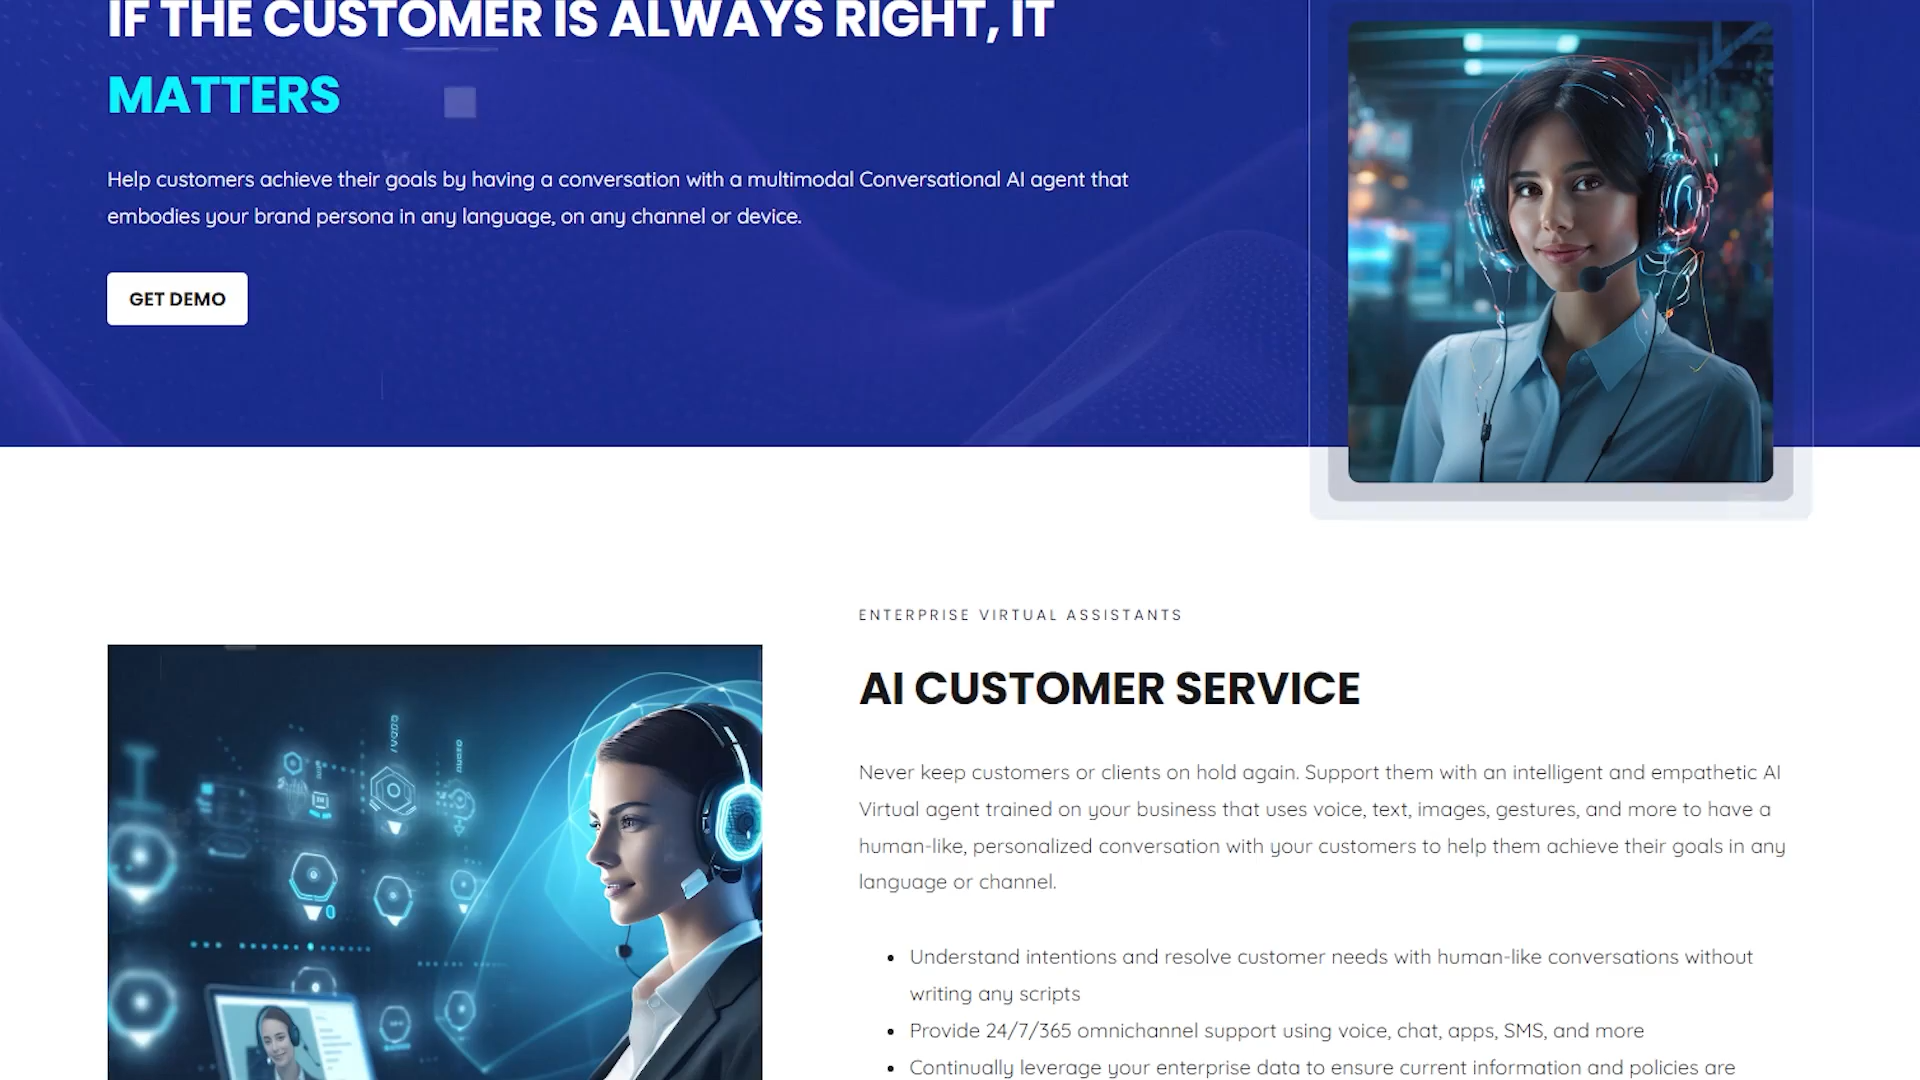 IF THE CUSTOMER IS ALWAYS RIGHT, IT
MATTERS
Help customers achieve their goals by having a conversation with a multimodal Conversational AI agent that
embodies your brand persona in any language, on any channel or device.
GET DEMO
ENTERPRISE VIRTUAL ASSISTANTS
AI CUSTOMER SERVICE
Never keep customers or clients on hold again. Support them with an intelligent and empathetic AI
Virtual agent trained on your business that uses voice, text, images, gestures, and more to have a
human-like, personalized conversation with your customers to help them achieve their goals in any
language or channel.
• Understand intentions and resolve customer needs with human-like conversations without
writing any scripts
• Provide 24/7/365 omnichannel support using voice, chat, apps, SMS, and more
• Continually leverage your enterprise data to ensure current information and policies are